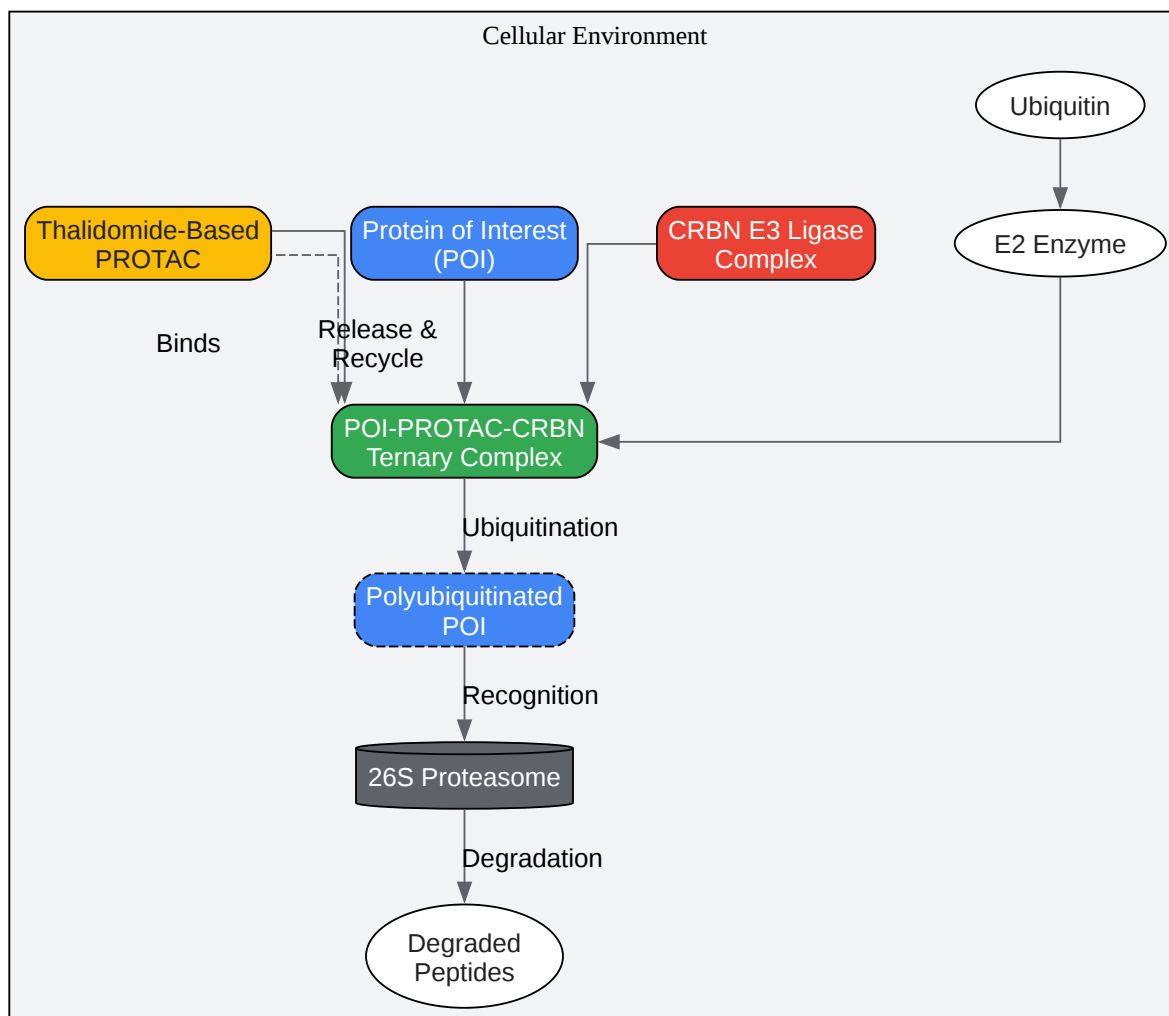 Cellular Environment
Ubiquitin
Thalidomide-Based
PROTAC
Protein of Interest
(POI)
CRBN E3 Ligase
Complex
E2 Enzyme
Binds
Release &
Recycle
POI-PROTAC-CRBN
Ternary Complex
Ubiquitination
Polyubiquitinated
POI
Recognition
26S Proteasome
Degradation
Degraded
Peptides